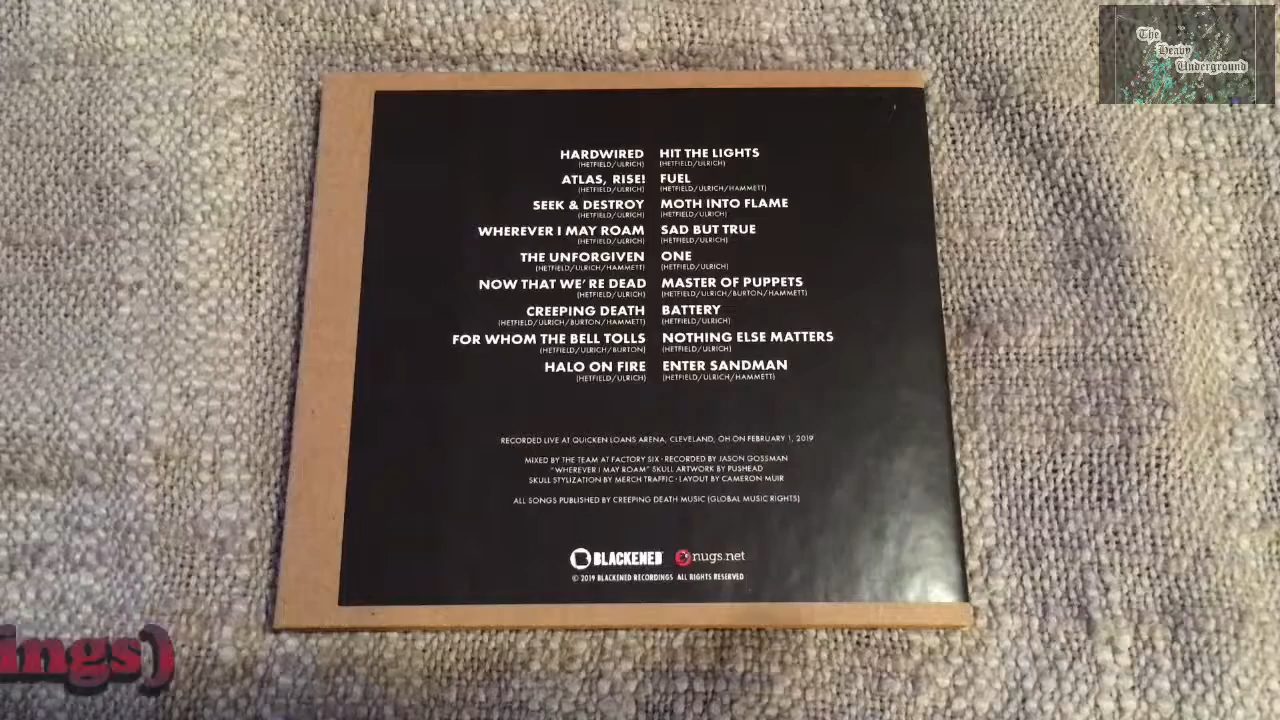 The
Heavy
Underground
HARDWIRED
(HETFIELD/ULRICH)
ATLAS, RISE!
(HETFIELD/ULRICH)
SEEK & DESTROY
(HETFIELD/ULRICH)
WHEREVER I MAY ROAM
(HETFIELD/ULRICH)
THE UNFORGIVEN
(HETFIELD/ULRICH/HAMMETT)
NOW THAT WE'RE DEAD
(HETFIELD/ULRICH)
CREEPING DEATH
(HETFIELD/ULRICH/BURTON/HAMMETT)
FOR WHOM THE BELL TOLLS
(HETFIELD/ULRICH/BURTON)
HALO ON FIRE
(HETFIELD/ULRICH)
HIT THE LIGHTS
(HETFIELD/ULRICH)
FUEL
(HETFIELD/ULRICH/HAMMETT)
MOTH INTO FLAME
(HETFIELD/ULRICH)
SAD BUT TRUE
(HETFIELD/ULRICH)
ONE
(HETFIELD/ULRICH)
MASTER OF PUPPETS
(HETFIELD/ULRICH/BURTON/HAMMETT)
BATTERY
(HETFIELD/ULRICH)
NOTHING ELSE MATTERS
(HETFIELD/ULRICH)
ENTER SANDMAN
(HETFIELD/ULRICH/HAMMETT)
RECORDED LIVE AT QUICKEN LOANS ARENA, CLEVELAND, OH ON FEBRUARY 1, 2019
MIXED BY THE TEAM AT FACTORY SIX · RECORDED BY JASON GOSSMAN
"WHEREVER I MAY ROAM" SKULL ARTWORK BY PUSHEAD
SKULL STYLIZATION BY MERCH TRAFFIC · LAYOUT BY CAMERON MUIR
ALL SONGS PUBLISHED BY CREEPING DEATH MUSIC (GLOBAL MUSIC RIGHTS)
BLACKENED nugs.net
© 2019 BLACKENED RECORDINGS ALL RIGHTS RESERVED
ings)